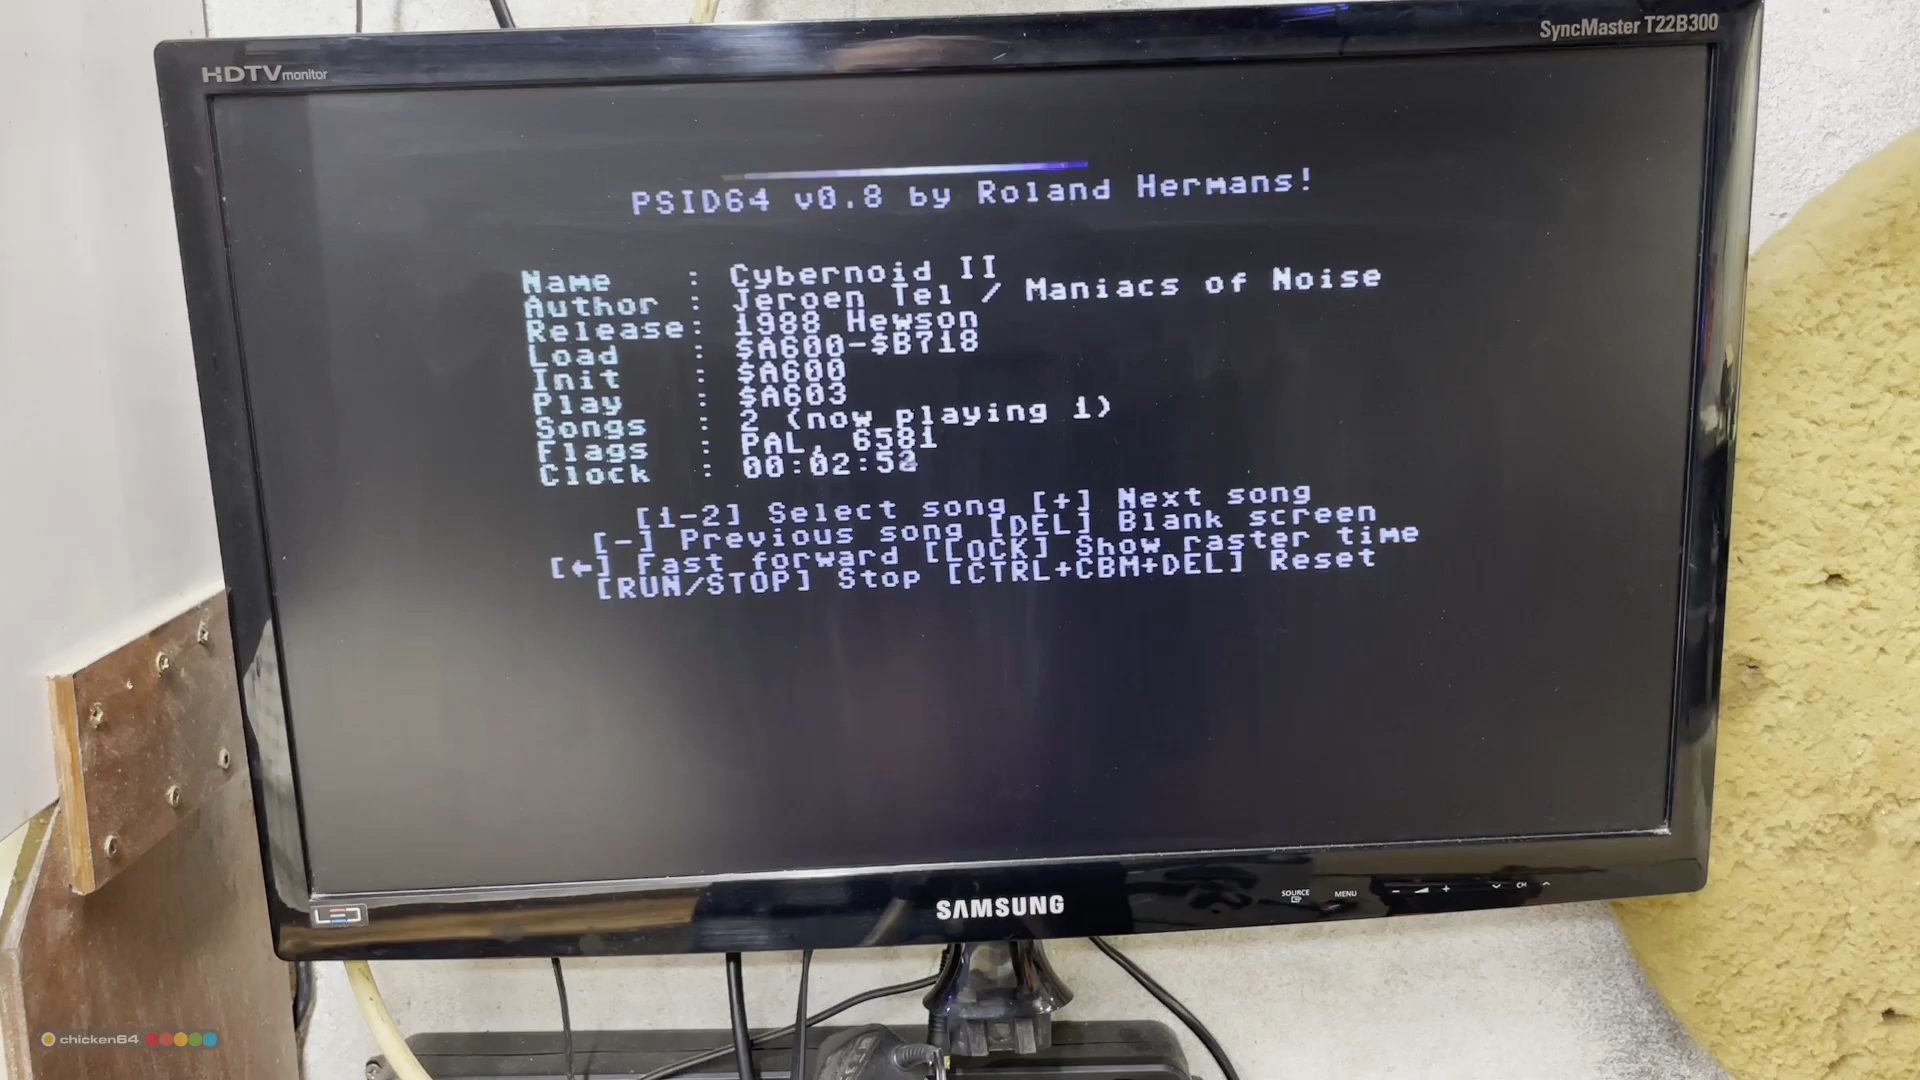 SyncMaster T22B300
HDTV monitor
PSID64 v0.8 by Roland Hermans!
Name : Cybernoid II
Author : Jeroen Tel / Maniacs of Noise
Release: 1988 Hewson
Load : $A600-$B718
Init : $A600
Play : $A603
Songs : 2 (now playing 1)
Flags : PAL, 6581
Clock : 00:02:52
[1-2] Select song [+] Next song
[-] Previous song [DEL] Blank screen
[←] Fast forward [LOCK] Show raster time
[RUN/STOP] Stop [CTRL+CBM+DEL] Reset
LED
SAMSUNG
SOURCE
MENU
- +
CH
chicken64